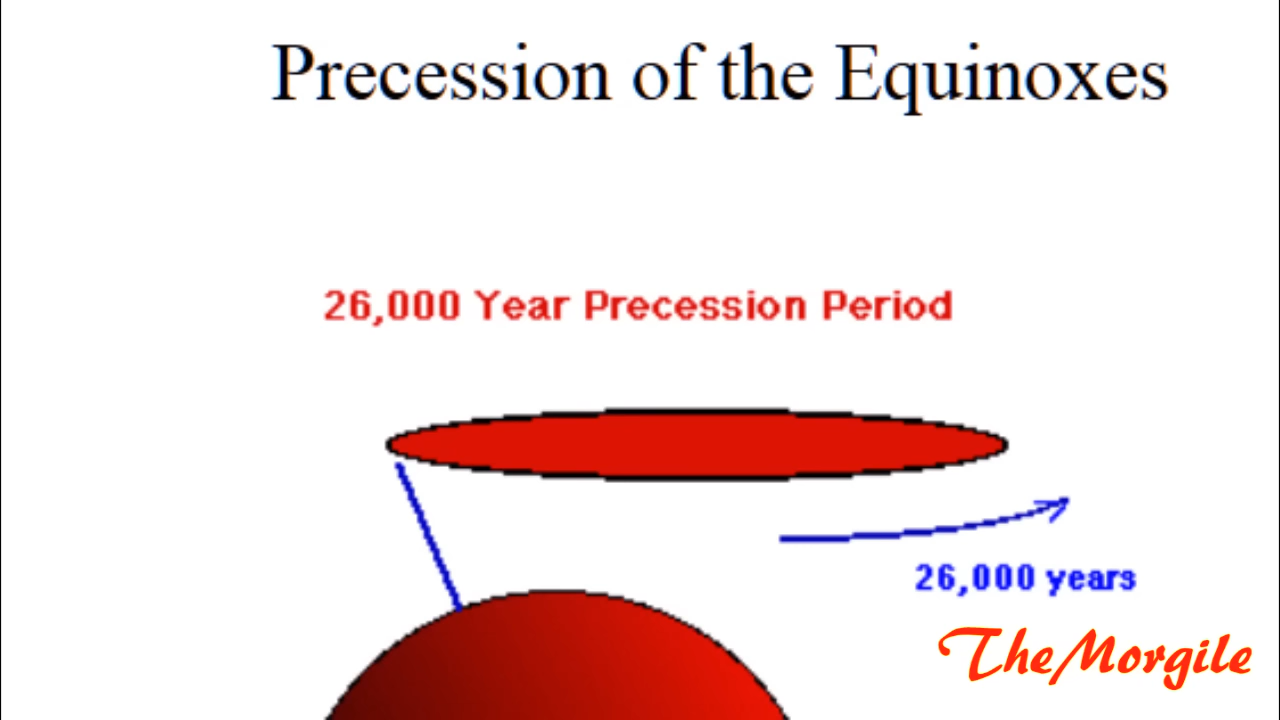 Precession of the Equinoxes
26,000 Year Precession Period
26,000 years
TheMorgile